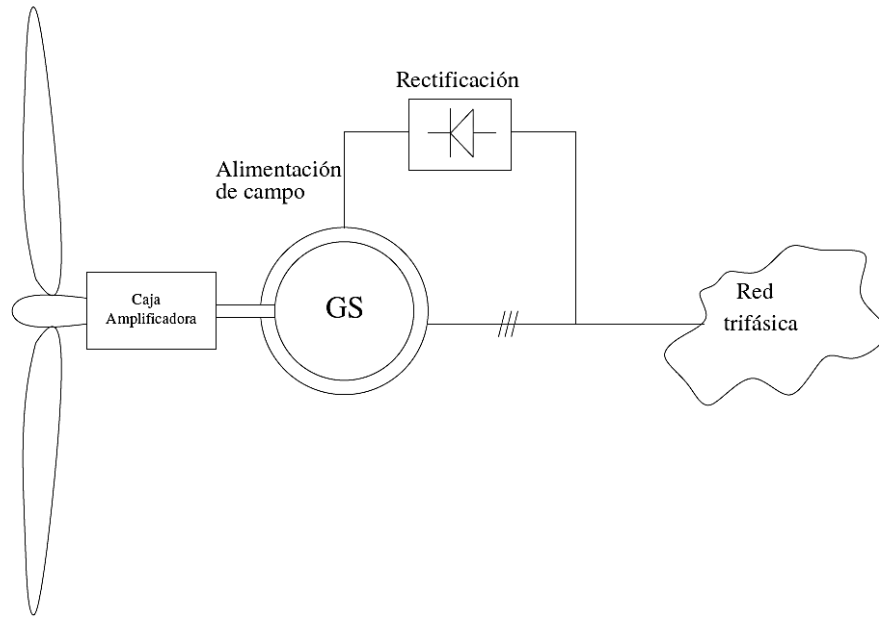 Rectificación
Alimentación
de campo
Caja
Amplificadora
GS
Red
trifásica